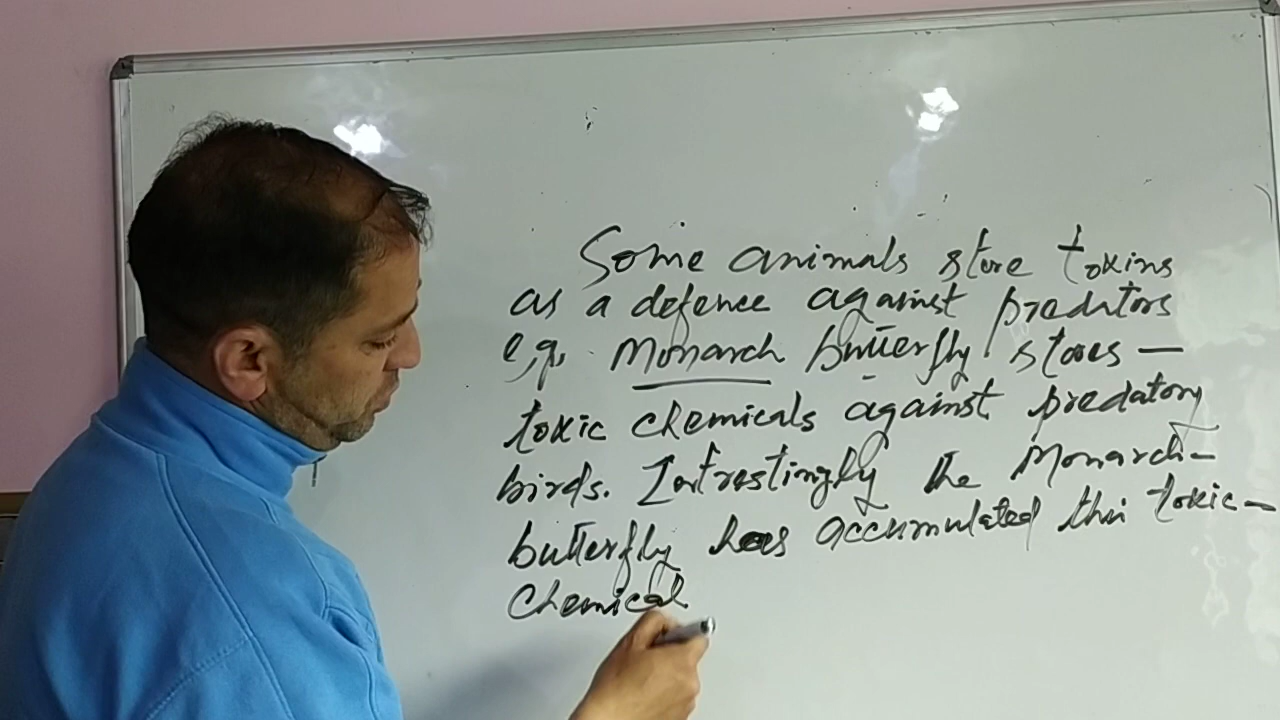 Some animals store toxins
as a defence against predators
e.g. Monarch butterfly stores —
toxic chemicals against predatory
birds. Intrestingly the Monarch –
butterfly has accumulated this toxic –
Chemical